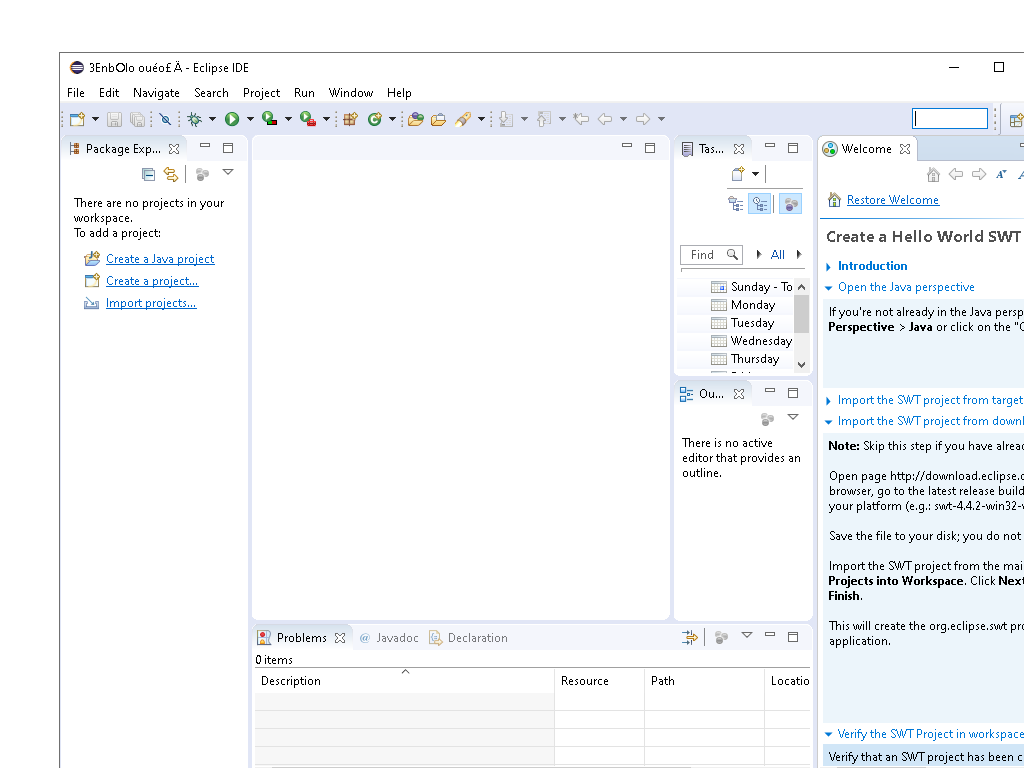 3EnbOlo ouéo£ Ä - Eclipse IDE
File Edit Navigate Search Project Run Window Help
Package Exp...
There are no projects in your
workspace.
To add a project:
Create a Java project
Create a project...
Import projects...
Tas...
Find
All
Sunday - To
Monday
Tuesday
Wednesday
Thursday
Ou...
There is no active
editor that provides an
outline.
Welcome
Restore Welcome
Create a Hello World SWT
Introduction
Open the Java perspective
If you're not already in the Java persp
Perspective > Java or click on the "O
Import the SWT project from target
Import the SWT project from downl
Note: Skip this step if you have alread
Open page http://download.eclipse.o
browser, go to the latest release build
your platform (e.g.: swt-4.4.2-win32-w
Save the file to your disk; you do not
Import the SWT project from the mai
Projects into Workspace. Click Next
Finish.
This will create the org.eclipse.swt pro
application.
Verify the SWT Project in workspace
Verify that an SWT project has been c
Problems @ Javadoc Declaration
0 items
Description Resource Path Locatio